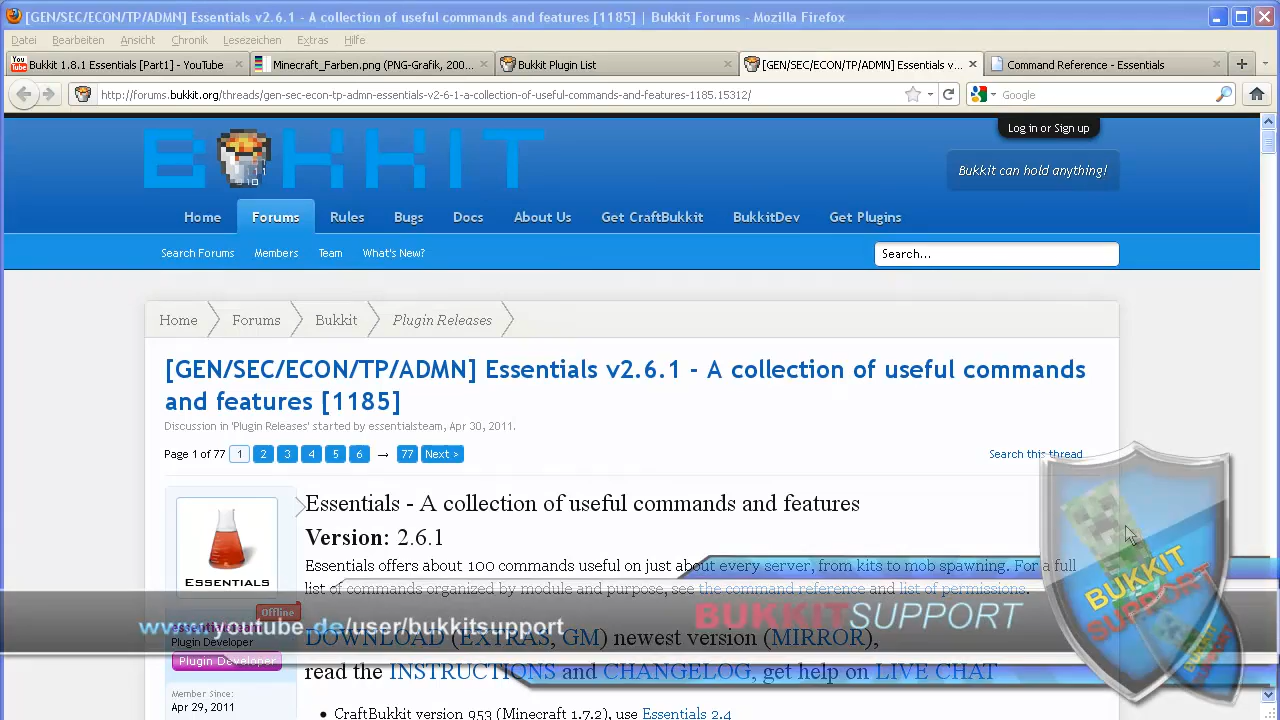 [GEN/SEC/ECON/TP/ADMN] Essentials v2.6.1 - A collection of useful commands and features [1185] | Bukkit Forums - Mozilla Firefox
Datei Bearbeiten Ansicht Chronik Lesezeichen Extras Hilfe
You Tube Bukkit 1.8.1 Essentials [Part1] - YouTube
Minecraft_Farben.png (PNG-Grafik, 200...
Bukkit Plugin List
[GEN/SEC/ECON/TP/ADMN] Essentials v...
Command Reference - Essentials
http://forums.bukkit.org/threads/gen-sec-econ-tp-admn-essentials-v2-6-1-a-collection-of-useful-commands-and-features-1185.15312/
Google
BUKKIT
Log in or Sign up
Bukkit can hold anything!
Home Forums Rules Bugs Docs About Us Get CraftBukkit BukkitDev Get Plugins
Search Forums Members Team What's New?
Search...
Home Forums Bukkit Plugin Releases
[GEN/SEC/ECON/TP/ADMN] Essentials v2.6.1 - A collection of useful commands
and features [1185]
Discussion in 'Plugin Releases' started by essentialsteam, Apr 30, 2011.
Page 1 of 77 1 2 3 4 5 6 → 77 Next >
Search this thread
ESSENTIALS
Offline
essentialsteam
Plugin Developer
Plugin Developer
Member Since:
Apr 29, 2011
Essentials - A collection of useful commands and features
Version: 2.6.1
Essentials offers about 100 commands useful on just about every server, from kits to mob spawning. For a full
list of commands organized by module and purpose, see the command reference and list of permissions.
DOWNLOAD (EXTRAS, GM) newest version (MIRROR),
read the INSTRUCTIONS and CHANGELOG, get help on LIVE CHAT
• CraftBukkit version 953 (Minecraft 1.7.2), use Essentials 2.4
www.youtube.de/user/bukkitsupport
BUKKITSUPPORT
BUKKIT
SUPPORT